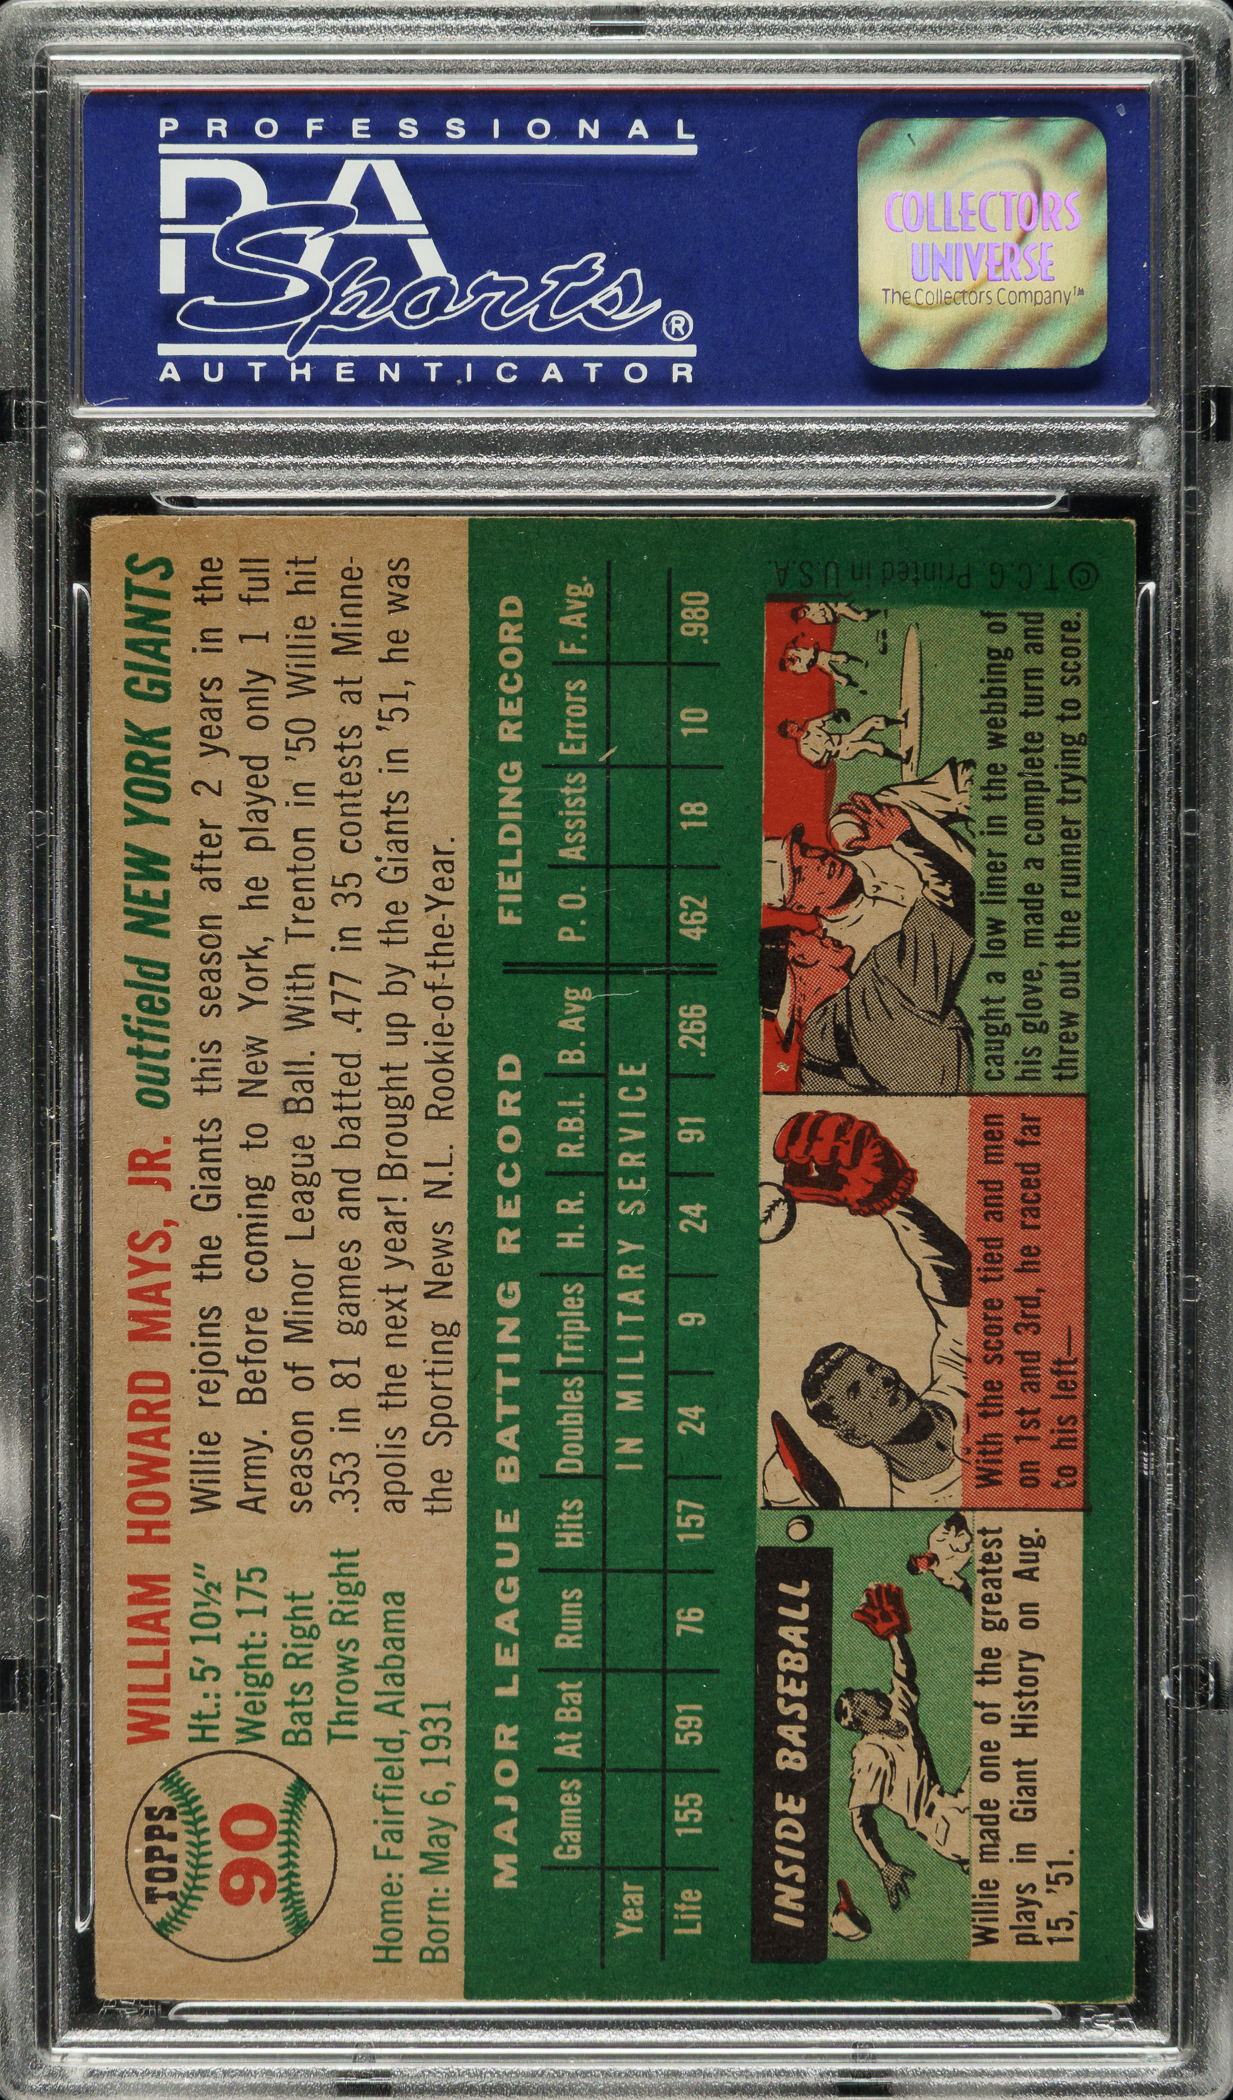 PROFESSIONAL
PSA
Sports®
AUTHENTICATOR
COLLECTORS
UNIVERSE
The Collectors Company™
TOPPS
90
WILLIAM HOWARD MAYS, JR. outfield NEW YORK GIANTS
Ht.: 5' 10½"
Weight: 175
Bats Right
Throws Right
Home: Fairfield, Alabama
Born: May 6, 1931
Willie rejoins the Giants this season after 2 years in the
Army. Before coming to New York, he played only 1 full
season of Minor League Ball. With Trenton in '50 Willie hit
.353 in 81 games and batted .477 in 35 contests at Minne-
apolis the next year! Brought up by the Giants in '51, he was
the Sporting News N.L. Rookie-of-the-Year.
MAJOR LEAGUE BATTING RECORD FIELDING RECORD
Games At Bat Runs Hits Doubles Triples H. R. R.B.I. B. Avg P. O. Assists Errors F. Avg.
Year IN MILITARY SERVICE
Life 155 591 76 157 24 9 24 91 .266 462 18 10 .980
INSIDE BASEBALL
Willie made one of the greatest
plays in Giant History on Aug.
15, '51.
With the score tied and men
on 1st and 3rd, he raced far
to his left—
caught a low liner in the webbing of
his glove, made a complete turn and
threw out the runner trying to score.
© T.C.G. Printed in U.S.A.
PSA